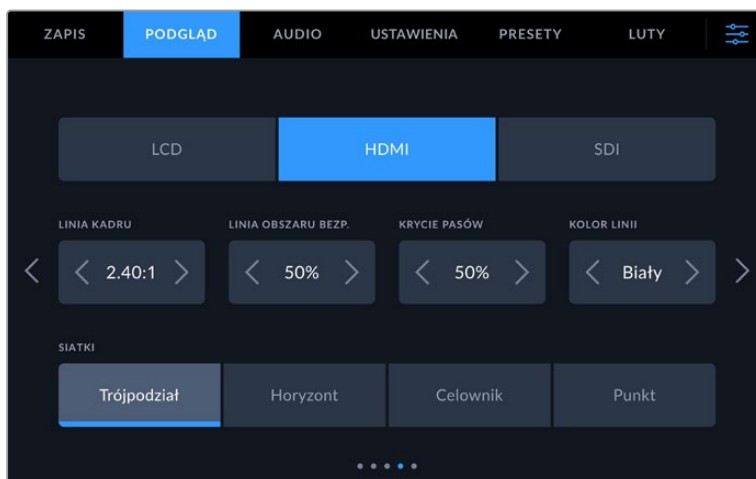 ZAPIS PODGLĄD AUDIO USTAWIENIA PRESETY LUTY
LCD HDMI SDI
LINIA KADRU LINIA OBSZARU BEZP. KRYCIE PASÓW KOLOR LINII
2.40:1 50% 50% Biały
SIATKI
Trójpodział Horyzont Celownik Punkt